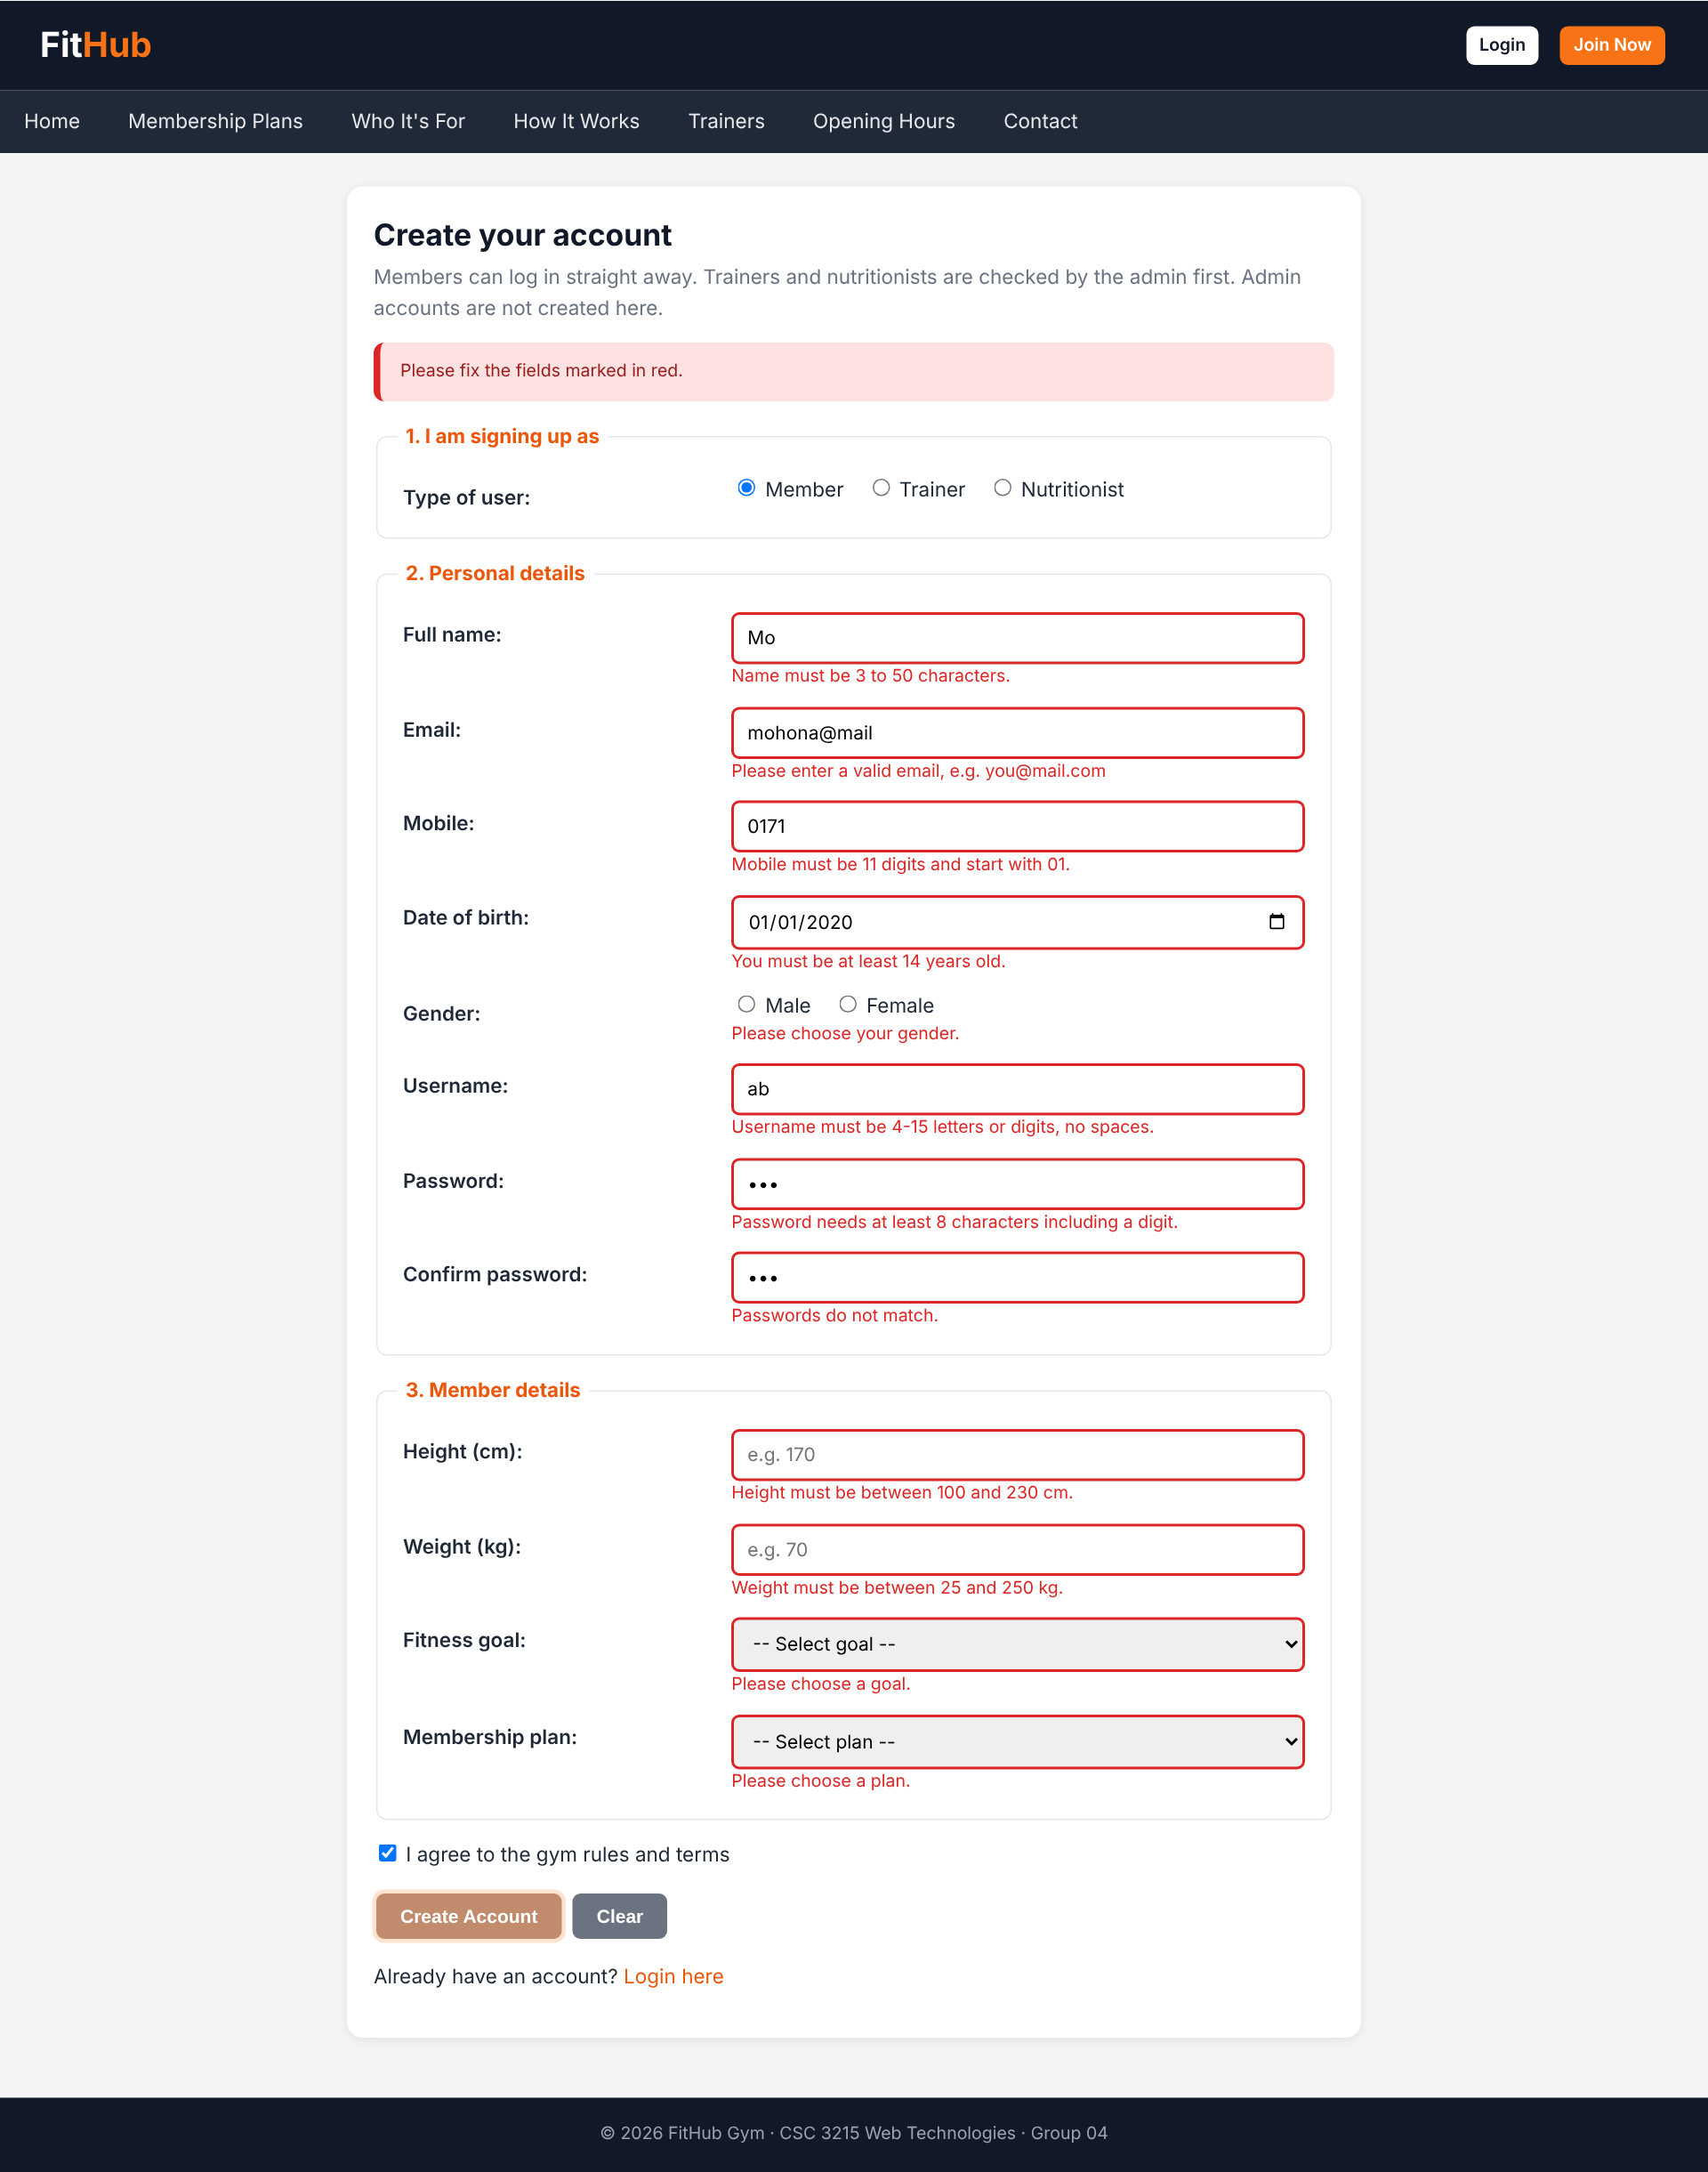 FitHub
Login
Join Now
Home
Membership Plans
Who It's For
How It Works
Trainers
Opening Hours
Contact
Create your account
Members can log in straight away. Trainers and nutritionists are checked by the admin first. Admin
accounts are not created here.
Please fix the fields marked in red.
1. I am signing up as
Type of user:
Member
Trainer
Nutritionist
2. Personal details
Full name:
Mo
Name must be 3 to 50 characters.
Email:
mohona@mail
Please enter a valid email, e.g. you@mail.com
Mobile:
0171
Mobile must be 11 digits and start with 01.
Date of birth:
01/01/2020
You must be at least 14 years old.
Gender:
Male
Female
Please choose your gender.
Username:
ab
Username must be 4-15 letters or digits, no spaces.
Password:
•••
Password needs at least 8 characters including a digit.
Confirm password:
•••
Passwords do not match.
3. Member details
Height (cm):
e.g. 170
Height must be between 100 and 230 cm.
Weight (kg):
e.g. 70
Weight must be between 25 and 250 kg.
Fitness goal:
-- Select goal --
Please choose a goal.
Membership plan:
-- Select plan --
Please choose a plan.
I agree to the gym rules and terms
Create Account
Clear
Already have an account? Login here
© 2026 FitHub Gym · CSC 3215 Web Technologies · Group 04